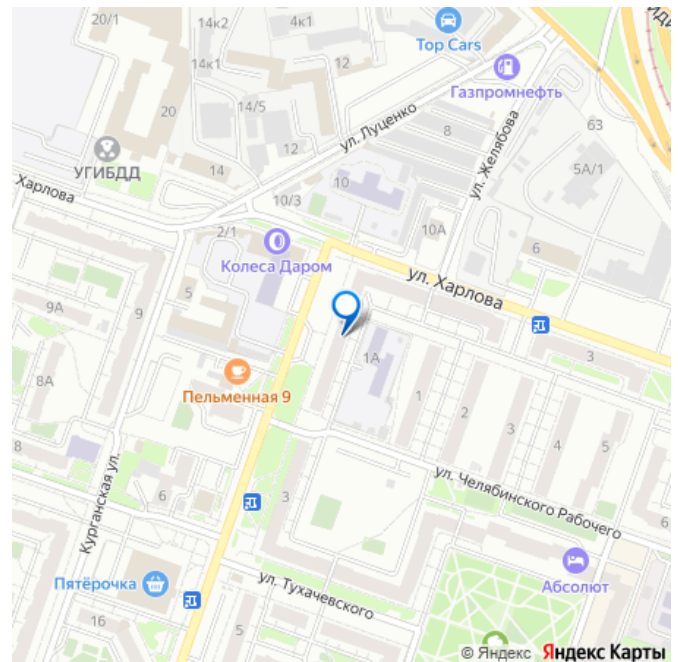 20/1
14к2
4к1
Top Cars
14к1
12
12
Газпромнефть
20
14/5
ул. Луценко
8
ул. Желябова
63
УГИБДД
14
10
5А/1
Харлова
10/3
2/1
10А
6
Колеса Даром
ул. Харлова
5
9А
9
3
1А
8А
Пельменная 9
1
2
3
4
5
8
ул. Челябинского Рабочего
6
Курганская ул.
6
3
Пятёрочка
Абсолют
ул. Тухачевского
16
5
© Яндекс Яндекс Карты